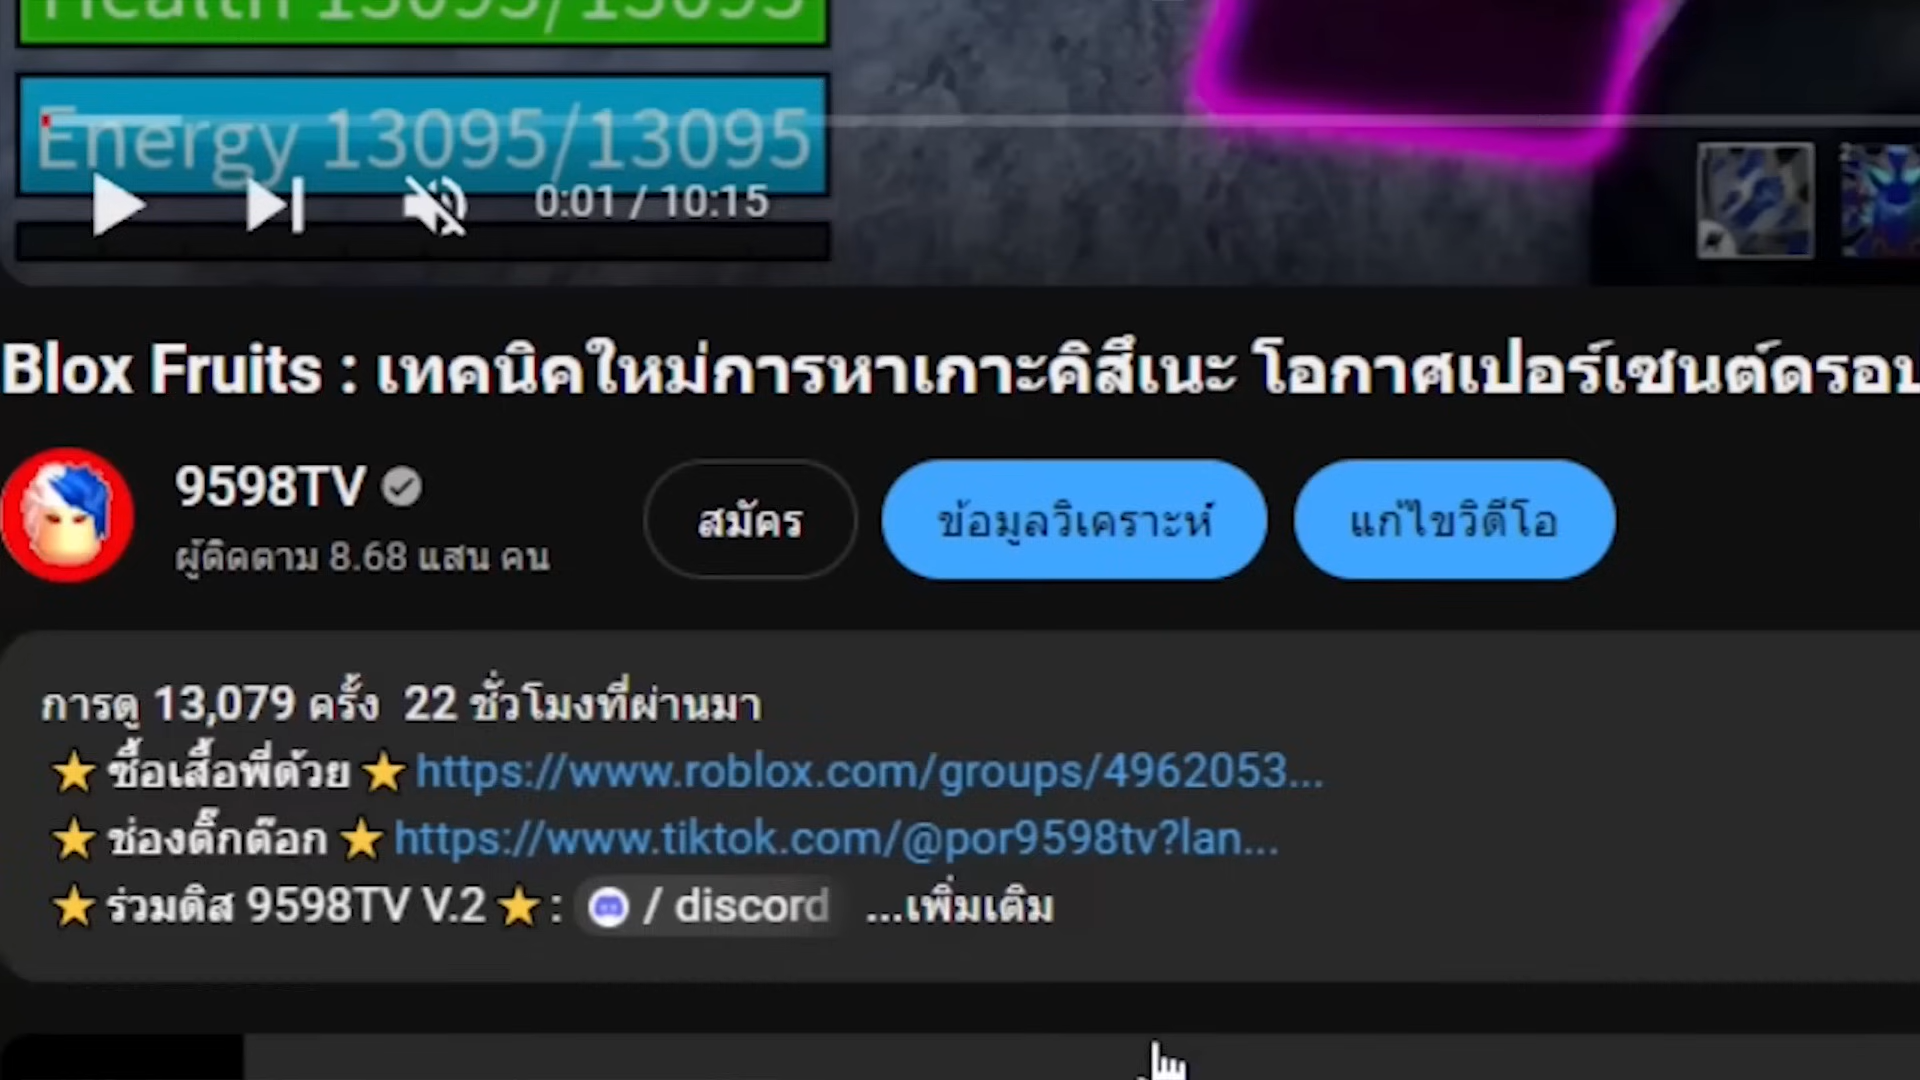 Health 13095/13095
Energy 13095/13095
0:01 / 10:15
Blox Fruits : เทคนิคใหม่การหาเกาะคิสึเนะ โอกาศเปอร์เซนต์ดรอบ
9598TV
ผู้ติดตาม 8.68 แสน คน
สมัคร
ข้อมูลวิเคราะห์
แก้ไขวิดีโอ
การดู 13,079 ครั้ง 22 ชั่วโมงที่ผ่านมา
⭐ ซื้อเสื้อพี่ด้วย ⭐ https://www.roblox.com/groups/4962053...
⭐ ช่องติ๊กต๊อก ⭐ https://www.tiktok.com/@por9598tv?lan...
⭐ ร่วมดิส 9598TV V.2 ⭐ : / discord ...เพิ่มเติม